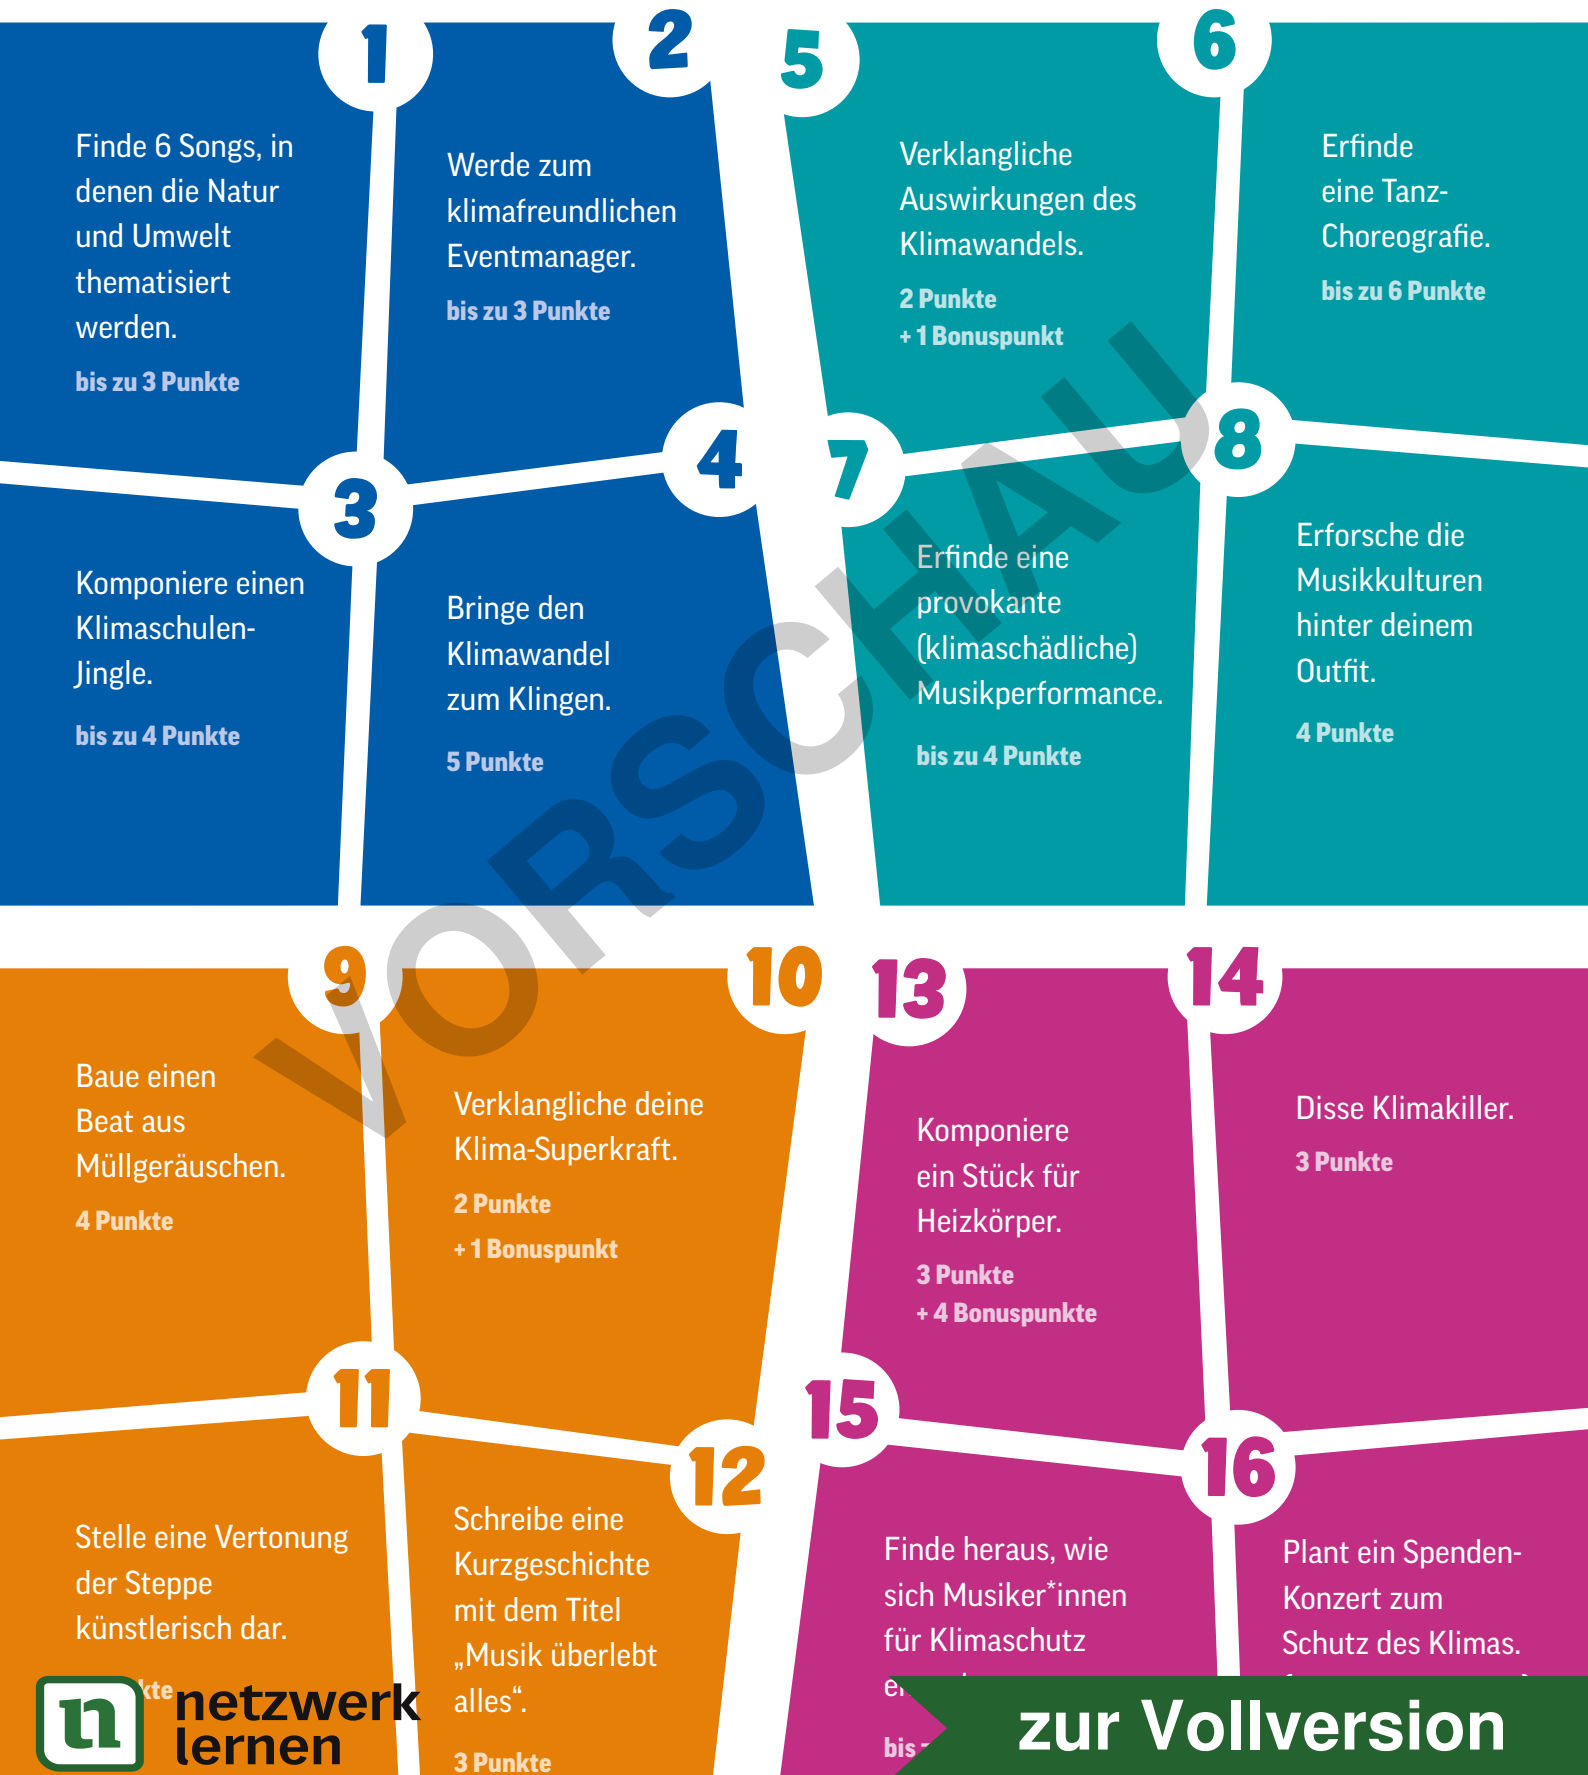 1
Finde 6 Songs, in
denen die Natur
und Umwelt
thematisiert
werden.
bis zu 3 Punkte
2
Werde zum
klimafreundlichen
Eventmanager.
bis zu 3 Punkte
3
Komponiere einen
Klimaschulen-
Jingle.
bis zu 4 Punkte
4
Bringe den
Klimawandel
zum Klingen.
5 Punkte
5
Verklangliche
Auswirkungen des
Klimawandels.
2 Punkte
+ 1 Bonuspunkt
6
Erfinde
eine Tanz-
Choreografie.
bis zu 6 Punkte
7
Erfinde eine
provokante
(klimaschädliche)
Musikperformance.
bis zu 4 Punkte
8
Erforsche die
Musikkulturen
hinter deinem
Outfit.
4 Punkte
VORSCHAU
9
Baue einen
Beat aus
Müllgeräuschen.
4 Punkte
10
Verklangliche deine
Klima-Superkraft.
2 Punkte
+ 1 Bonuspunkt
11
Stelle eine Vertonung
der Steppe
künstlerisch dar.
12
Schreibe eine
Kurzgeschichte
mit dem Titel
„Musik überlebt
alles“.
3 Punkte
13
Komponiere
ein Stück für
Heizkörper.
3 Punkte
+ 4 Bonuspunkte
14
Disse Klimakiller.
3 Punkte
15
Finde heraus, wie
sich Musiker*innen
für Klimaschutz
bis
16
Plant ein Spenden-
Konzert zum
Schutz des Klimas.
n
netzwerk
lernen
zur Vollversion